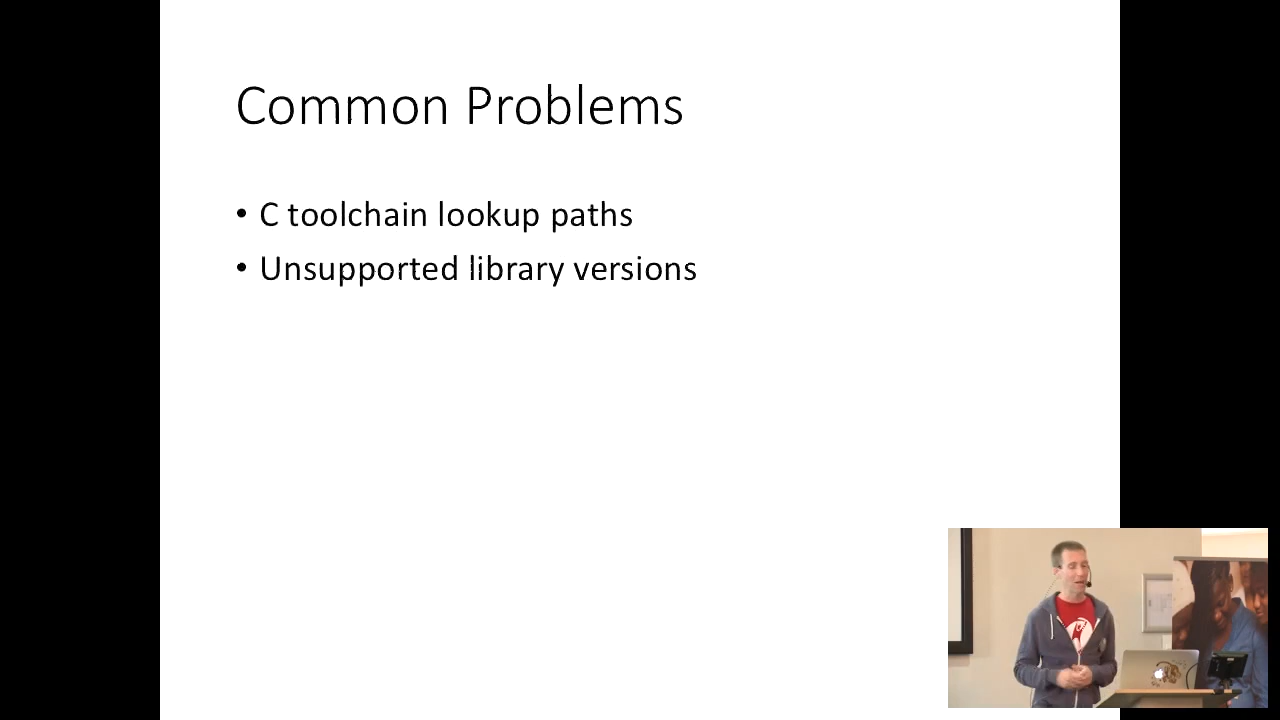 Common Problems
• C toolchain lookup paths
• Unsupported library versions